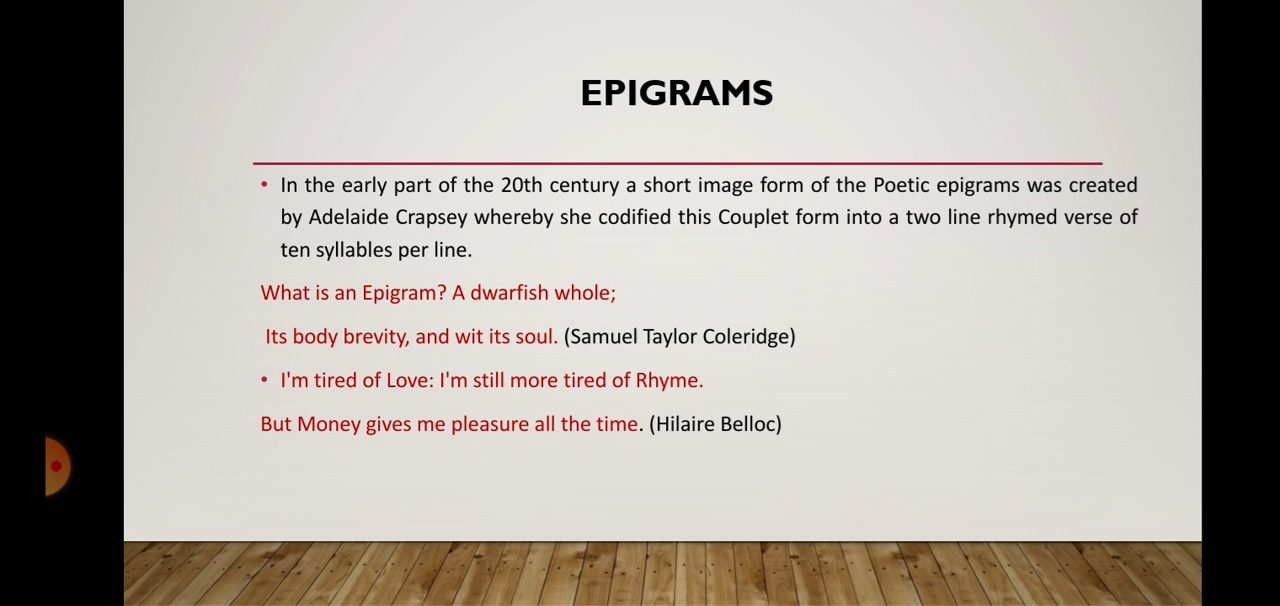 EPIGRAMS
• In the early part of the 20th century a short image form of the Poetic epigrams was created
by Adelaide Crapsey whereby she codified this Couplet form into a two line rhymed verse of
ten syllables per line.
What is an Epigram? A dwarfish whole;
Its body brevity, and wit its soul. (Samuel Taylor Coleridge)
• I'm tired of Love: I'm still more tired of Rhyme.
But Money gives me pleasure all the time. (Hilaire Belloc)